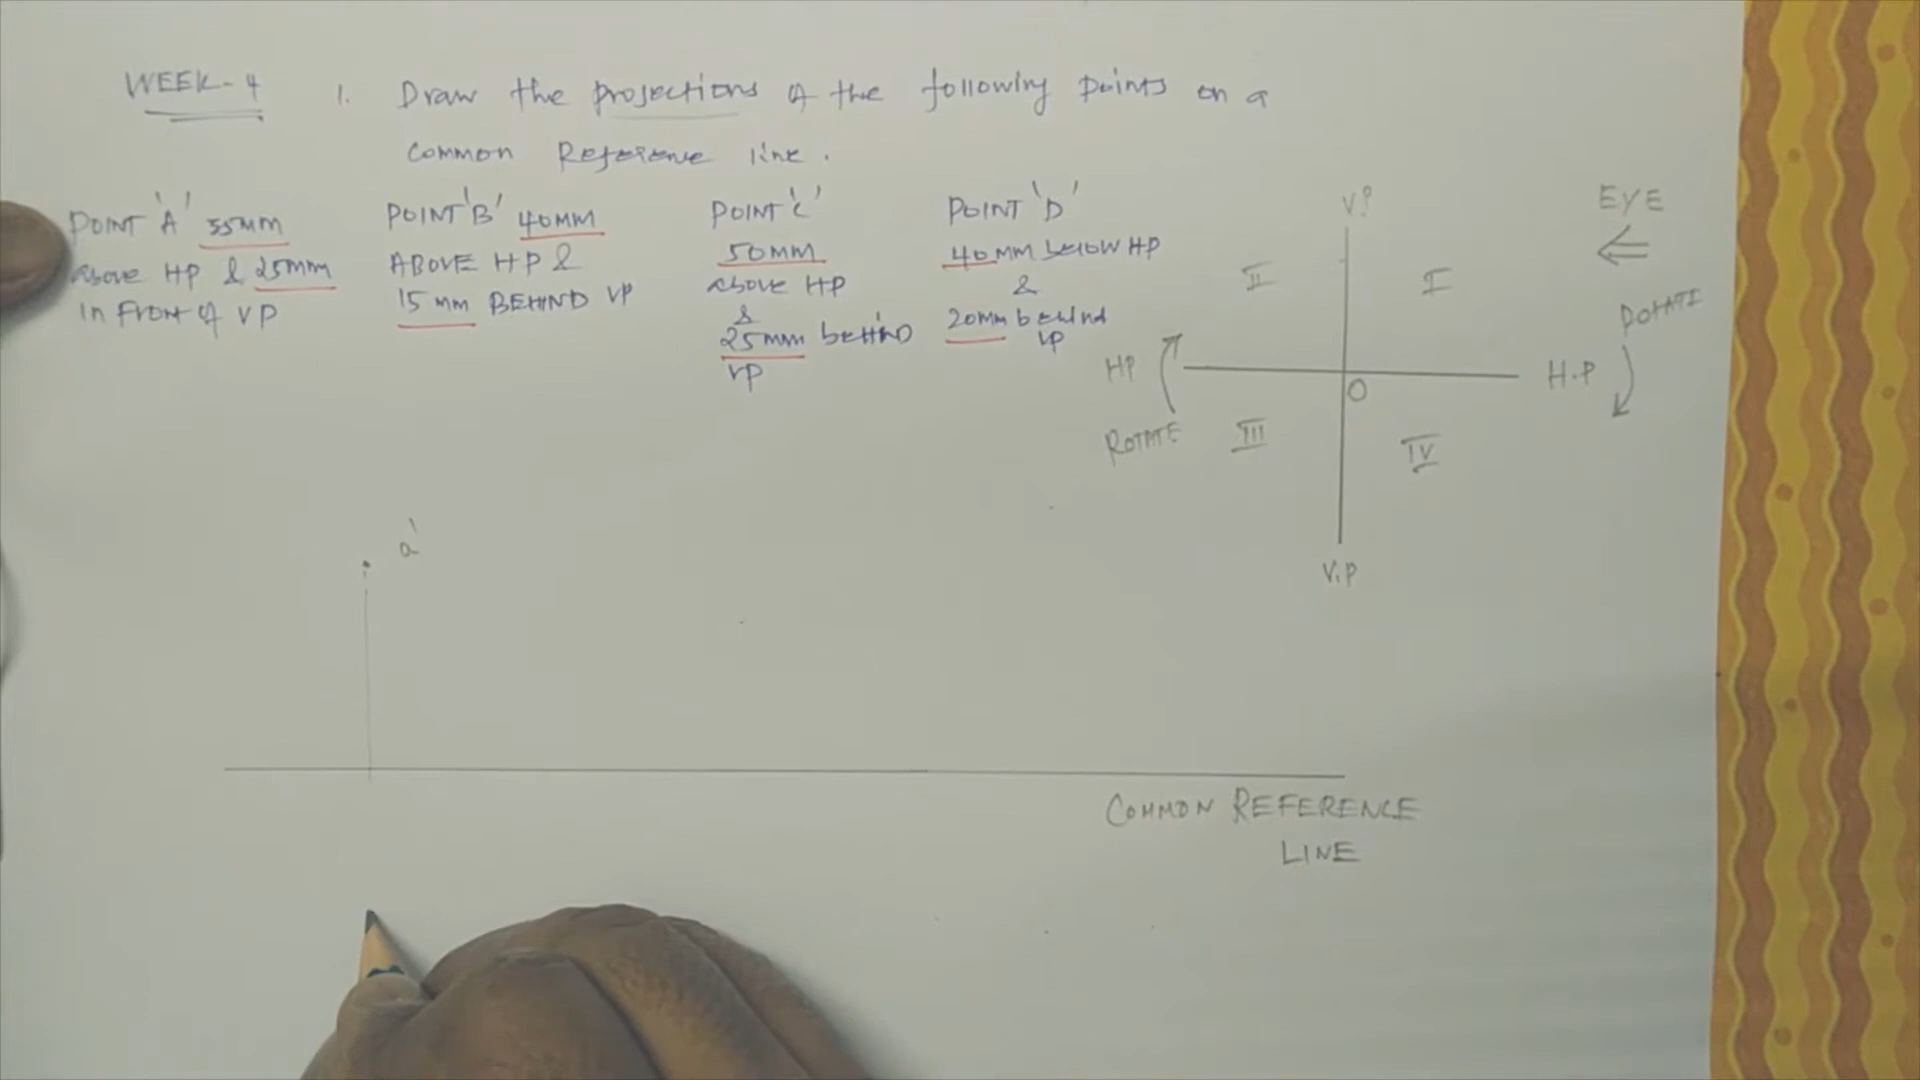 WEEK-4 1. Draw the projections of the following points on a
common Reference line.
POINT 'A' 55MM
above HP & 25mm
in Front of VP
POINT 'B' 40MM
ABOVE HP &
15 mm BEHIND VP
POINT 'C'
50MM
above HP
&
25mm behind
VP
POINT 'D'
40MM below HP
&
20mm behind
VP
V.P
EYE
II
I
ROTATE
HP
H.P
O
ROTATE
III
IV
V.P
a'
COMMON REFERENCE
LINE